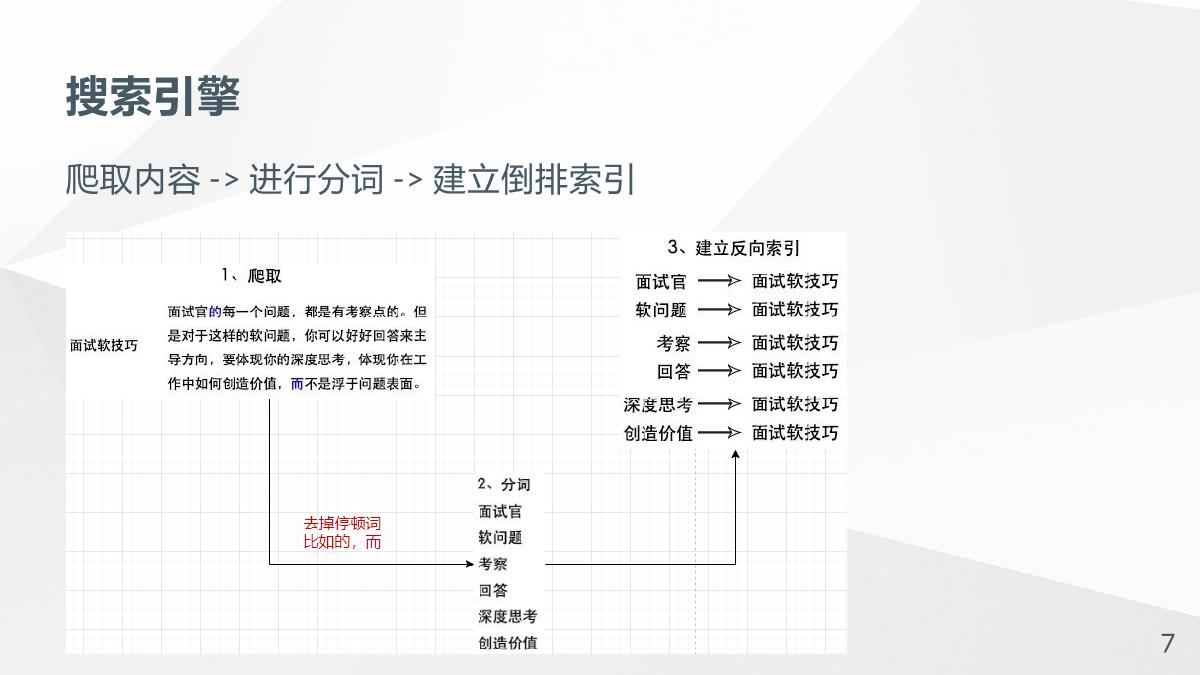 搜索引擎
爬取内容 -> 进行分词 -> 建立倒排索引
1、爬取
面试软技巧
面试官的每一个问题，都是有考察点的。但
是对于这样的软问题，你可以好好回答来主
导方向，要体现你的深度思考，体现你在工
作中如何创造价值，而不是浮于问题表面。
去掉停顿词
比如的，而
2、分词
面试官
软问题
考察
回答
深度思考
创造价值
3、建立反向索引
面试官 面试软技巧
软问题 面试软技巧
考察 面试软技巧
回答 面试软技巧
深度思考 面试软技巧
创造价值 面试软技巧
7